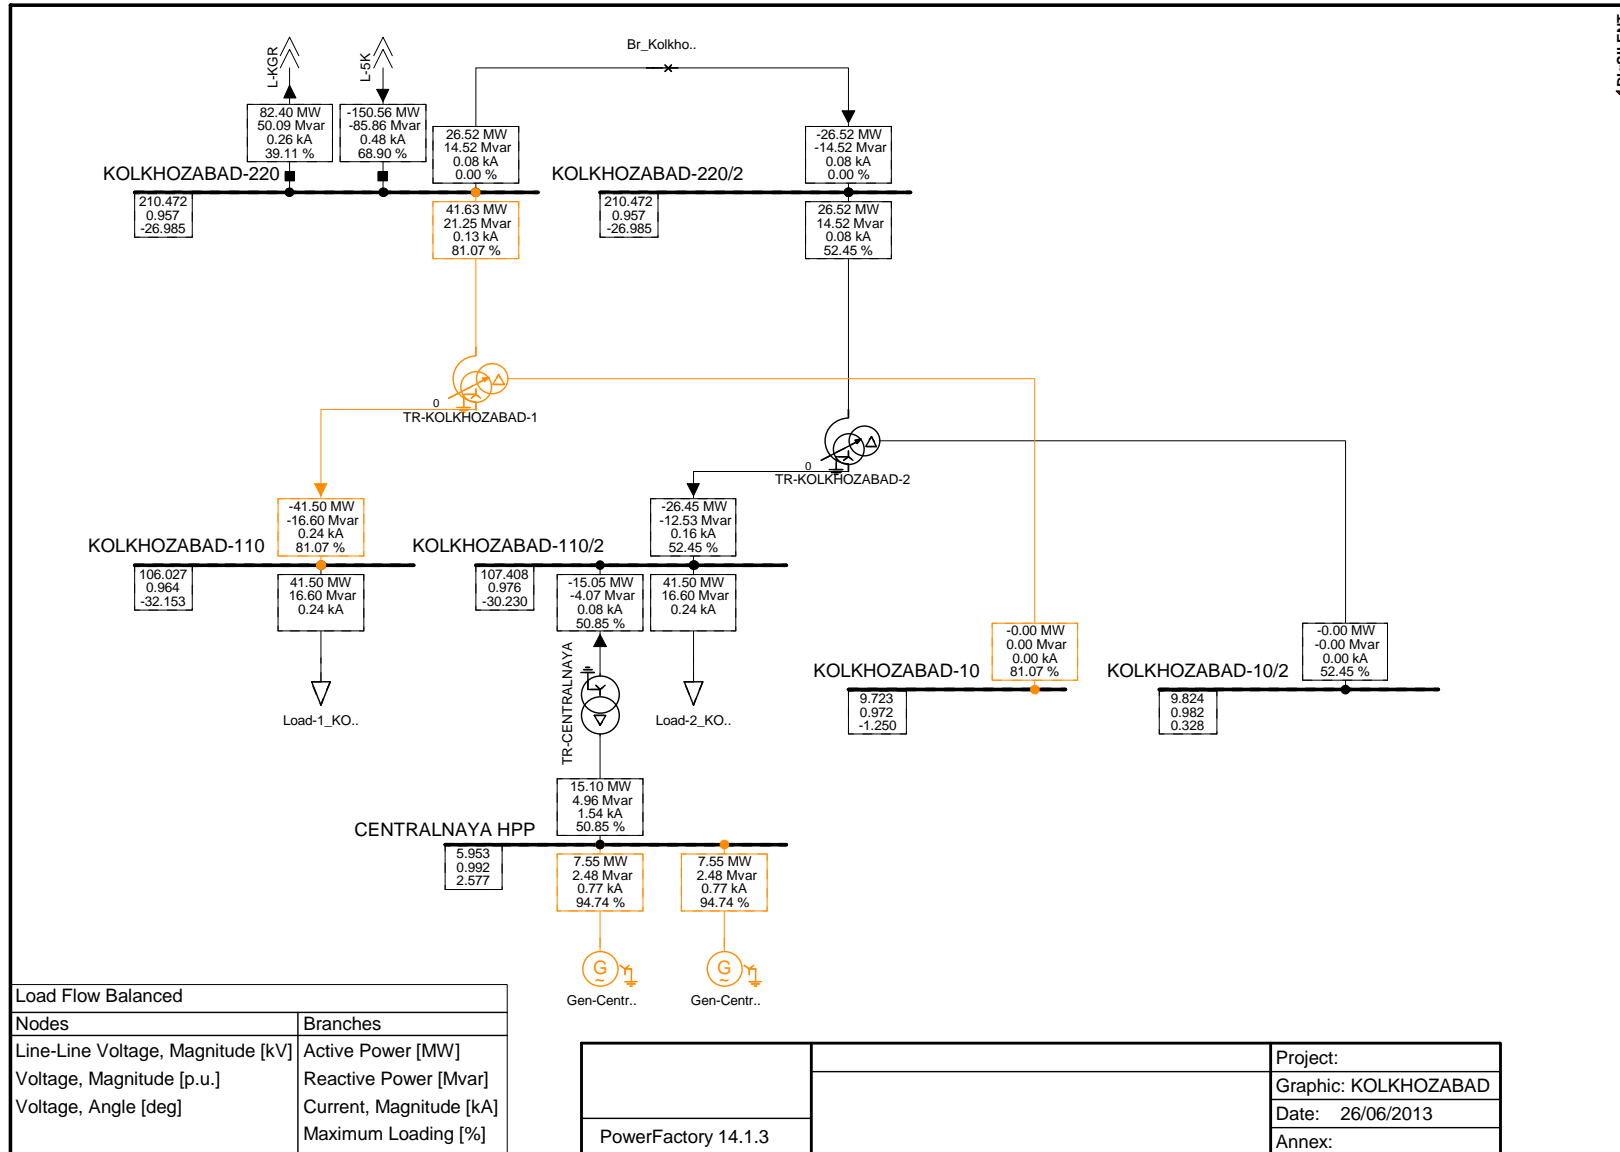 DIgSILENT
Br_Kolkho..
L-KGR
L-5K
82.40 MW
50.09 Mvar
0.26 kA
39.11 %
-150.56 MW
-85.86 Mvar
0.48 kA
68.90 %
26.52 MW
14.52 Mvar
0.08 kA
0.00 %
-26.52 MW
-14.52 Mvar
0.08 kA
0.00 %
KOLKHOZABAD-220
KOLKHOZABAD-220/2
210.472
0.957
-26.985
41.63 MW
21.25 Mvar
0.13 kA
81.07 %
210.472
0.957
-26.985
26.52 MW
14.52 Mvar
0.08 kA
52.45 %
0
TR-KOLKHOZABAD-1
0
TR-KOLKHOZABAD-2
-41.50 MW
-16.60 Mvar
0.24 kA
81.07 %
-26.45 MW
-12.53 Mvar
0.16 kA
52.45 %
KOLKHOZABAD-110
KOLKHOZABAD-110/2
106.027
0.964
-32.153
41.50 MW
16.60 Mvar
0.24 kA
107.408
0.976
-30.230
-15.05 MW
-4.07 Mvar
0.08 kA
50.85 %
41.50 MW
16.60 Mvar
0.24 kA
-0.00 MW
0.00 Mvar
0.00 kA
81.07 %
-0.00 MW
-0.00 Mvar
0.00 kA
52.45 %
KOLKHOZABAD-10
KOLKHOZABAD-10/2
9.723
0.972
-1.250
9.824
0.982
0.328
Load-1_KO..
TR-CENTRALNAYA
Load-2_KO..
15.10 MW
4.96 Mvar
1.54 kA
50.85 %
CENTRALNAYA HPP
5.953
0.992
2.577
7.55 MW
2.48 Mvar
0.77 kA
94.74 %
7.55 MW
2.48 Mvar
0.77 kA
94.74 %
G
~
G
~
Gen-Centr..
Gen-Centr..
Load Flow Balanced
Nodes
Branches
Line-Line Voltage, Magnitude [kV]
Active Power [MW]
Voltage, Magnitude [p.u.]
Reactive Power [Mvar]
Voltage, Angle [deg]
Current, Magnitude [kA]
Maximum Loading [%]
PowerFactory 14.1.3
Project:
Graphic: KOLKHOZABAD
Date: 26/06/2013
Annex: